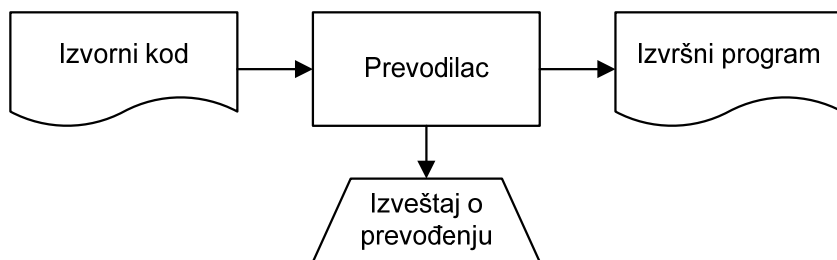 Izvorni kod
Prevodilac
Izvršni program
Izveštaj o
prevođenju